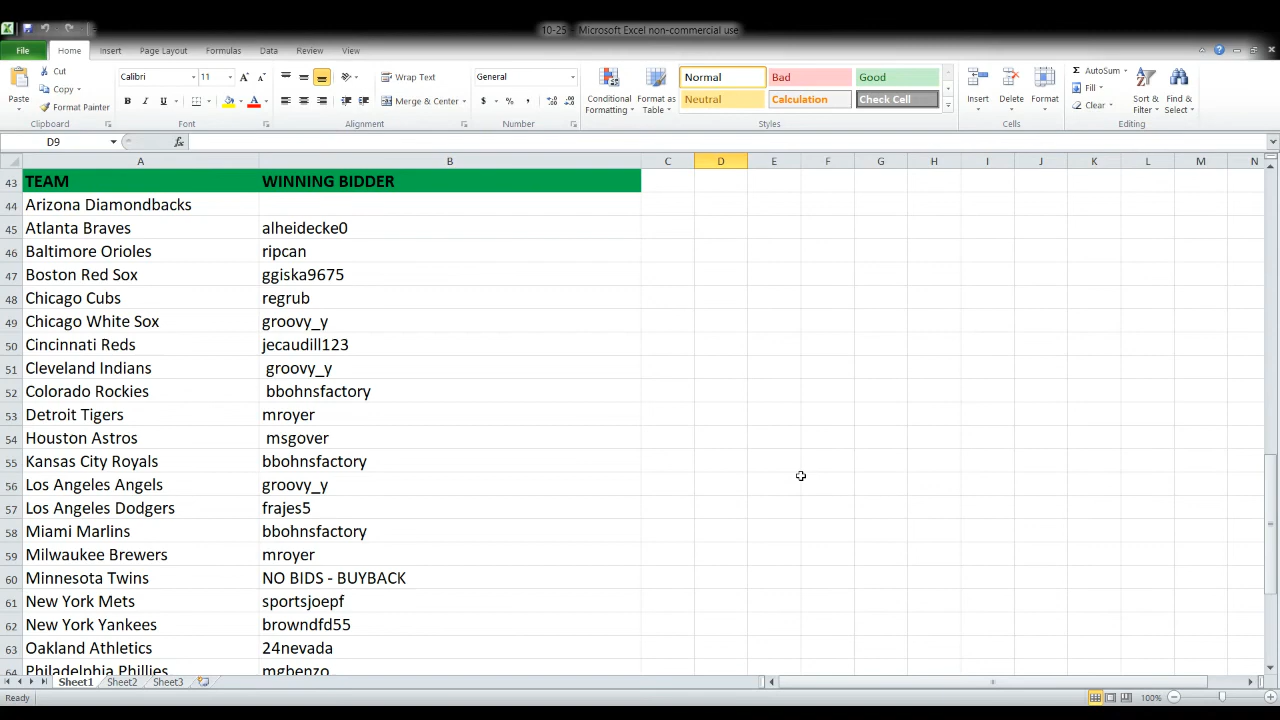 10-25 - Microsoft Excel non-commercial use
File Home Insert Page Layout Formulas Data Review View
Paste Cut Copy Format Painter Clipboard
Calibri 11 A A B I U A Font
Wrap Text Merge & Center Alignment
General $ % , Number
Conditional Formatting Format as Table Normal Bad Good Neutral Calculation Check Cell Styles
Insert Delete Format Cells
AutoSum Fill Clear Sort & Filter Find & Select Editing
D9 fx
A B C D E F G H I J K L M N
43 TEAM WINNING BIDDER
44 Arizona Diamondbacks
45 Atlanta Braves alheidecke0
46 Baltimore Orioles ripcan
47 Boston Red Sox ggiska9675
48 Chicago Cubs regrub
49 Chicago White Sox groovy_y
50 Cincinnati Reds jecaudill123
51 Cleveland Indians groovy_y
52 Colorado Rockies bbohnsfactory
53 Detroit Tigers mroyer
54 Houston Astros msgover
55 Kansas City Royals bbohnsfactory
56 Los Angeles Angels groovy_y
57 Los Angeles Dodgers frajes5
58 Miami Marlins bbohnsfactory
59 Milwaukee Brewers mroyer
60 Minnesota Twins NO BIDS - BUYBACK
61 New York Mets sportsjoepf
62 New York Yankees browndfd55
63 Oakland Athletics 24nevada
64 Philadelphia Phillies mgbenzo
Sheet1 Sheet2 Sheet3
Ready 100%